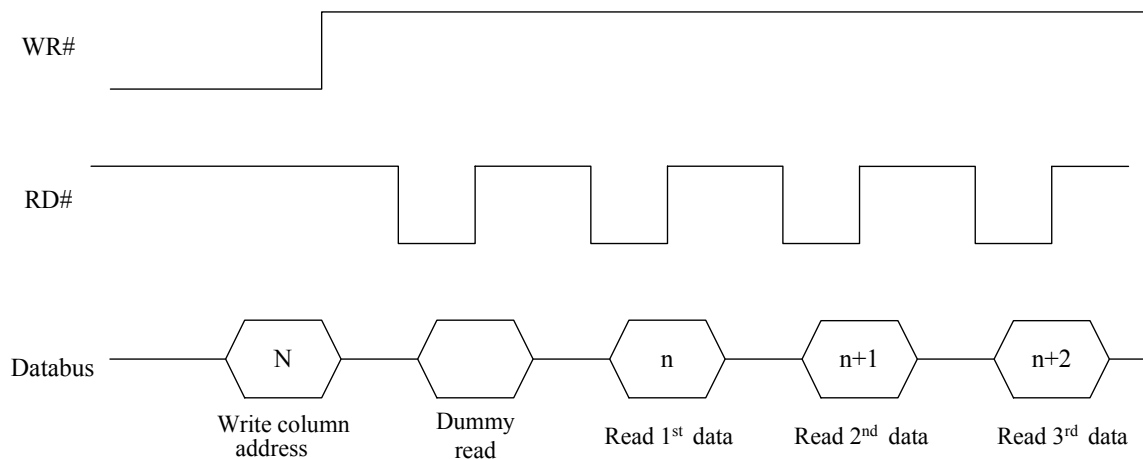 WR#
RD#
Databus
N
n
n+1
n+2
Write column
address
Dummy
read
Read 1st data
Read 2nd data
Read 3rd data